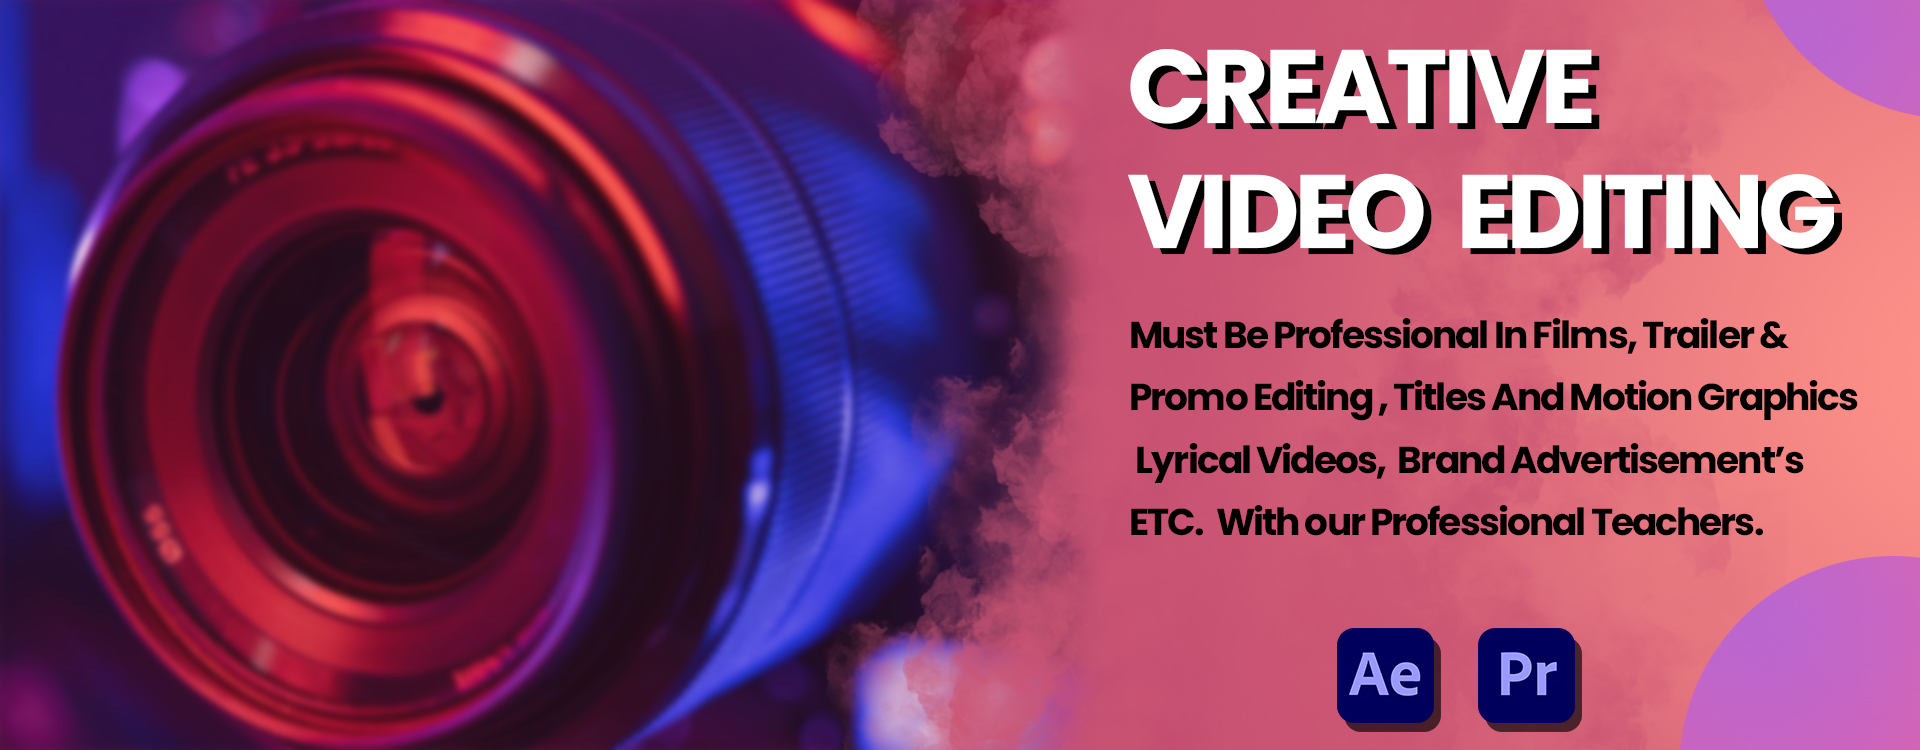 CREATIVE
VIDEO EDITING
Must Be Professional In Films, Trailer &
Promo Editing , Titles And Motion Graphics
Lyrical Videos, Brand Advertisement’s
ETC. With our Professional Teachers.
Ae Pr